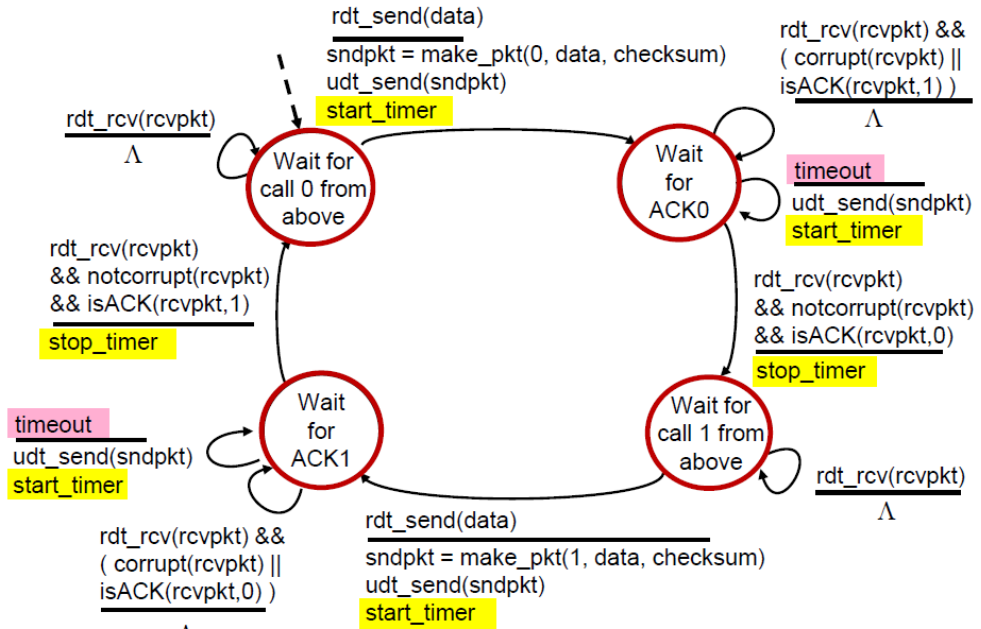 rdt_send(data)
sndpkt = make_pkt(0, data, checksum)
udt_send(sndpkt)
start_timer
rdt_rcv(rcvpkt) &&
( corrupt(rcvpkt) ||
isACK(rcvpkt,1) )
Λ
rdt_rcv(rcvpkt)
Λ
Wait for
call 0 from
above
Wait
for
ACK0
timeout
udt_send(sndpkt)
start_timer
rdt_rcv(rcvpkt)
&& notcorrupt(rcvpkt)
&& isACK(rcvpkt,1)
stop_timer
rdt_rcv(rcvpkt)
&& notcorrupt(rcvpkt)
&& isACK(rcvpkt,0)
stop_timer
Wait
for
ACK1
Wait for
call 1 from
above
timeout
udt_send(sndpkt)
start_timer
rdt_rcv(rcvpkt)
Λ
rdt_rcv(rcvpkt) &&
( corrupt(rcvpkt) ||
isACK(rcvpkt,0) )
rdt_send(data)
sndpkt = make_pkt(1, data, checksum)
udt_send(sndpkt)
start_timer